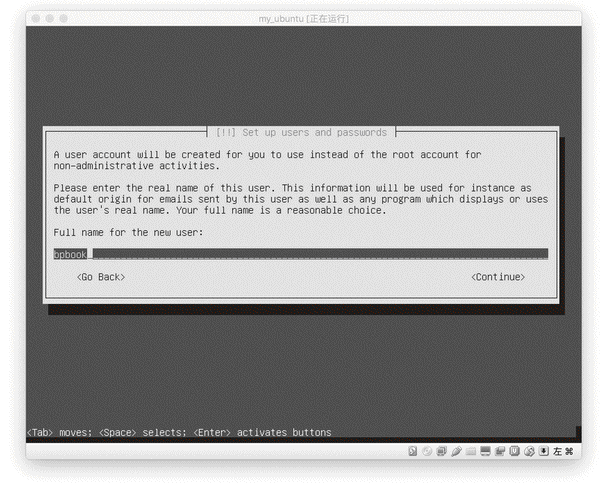 my_ubuntu [正在运行]
[!!] Set up users and passwords
A user account will be created for you to use instead of the root account for
non-administrative activities.
Please enter the real name of this user. This information will be used for instance as
default origin for emails sent by this user as well as any program which displays or uses
the user's real name. Your full name is a reasonable choice.
Full name for the new user:
bpbook
<Go Back> <Continue>
<Tab> moves; <Space> selects; <Enter> activates buttons
左 ⌘